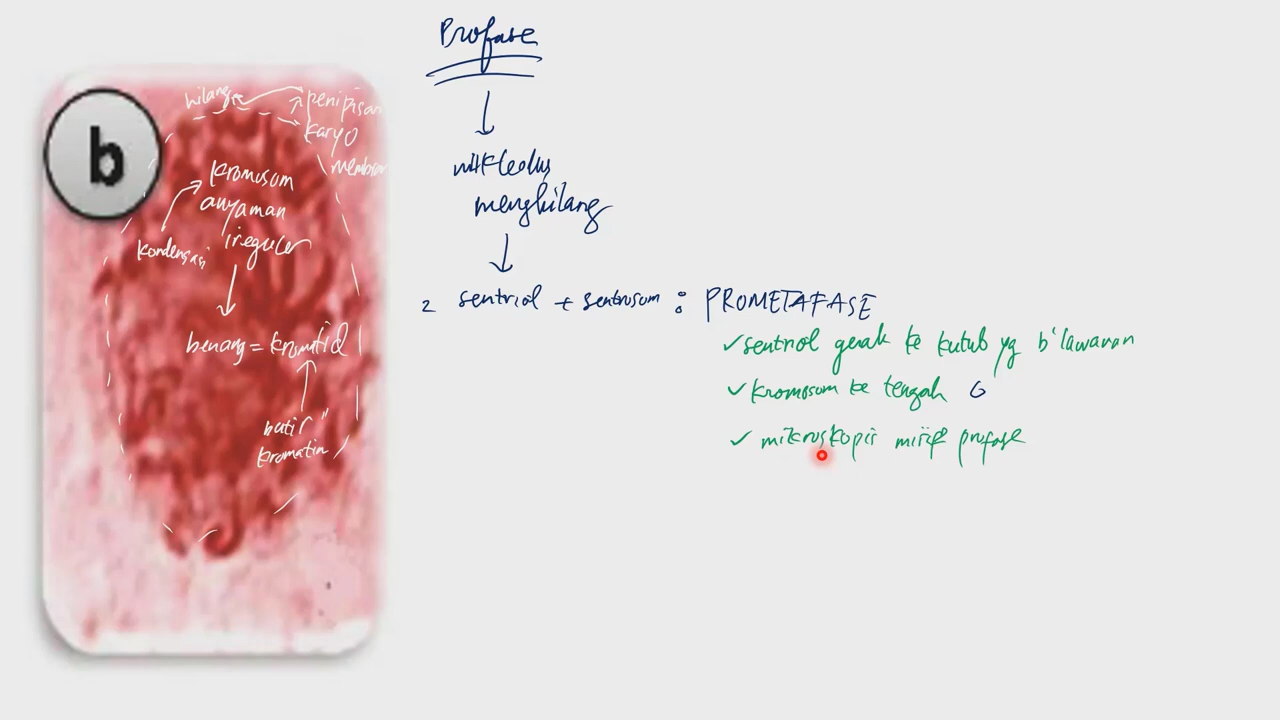 b
hilang
penipisan
karyo
membran
kromosom
anyaman
ireguler
kondensasi
benang = kromatid
butir"
kromatin
Profase
nukleolus
menghilang
2 sentriol + sentrosom : PROMETAFASE
✓ sentriol gerak ke kutub yg b'lawanan
✓ kromosom ke tengah
✓ mikroskopis mirip profase